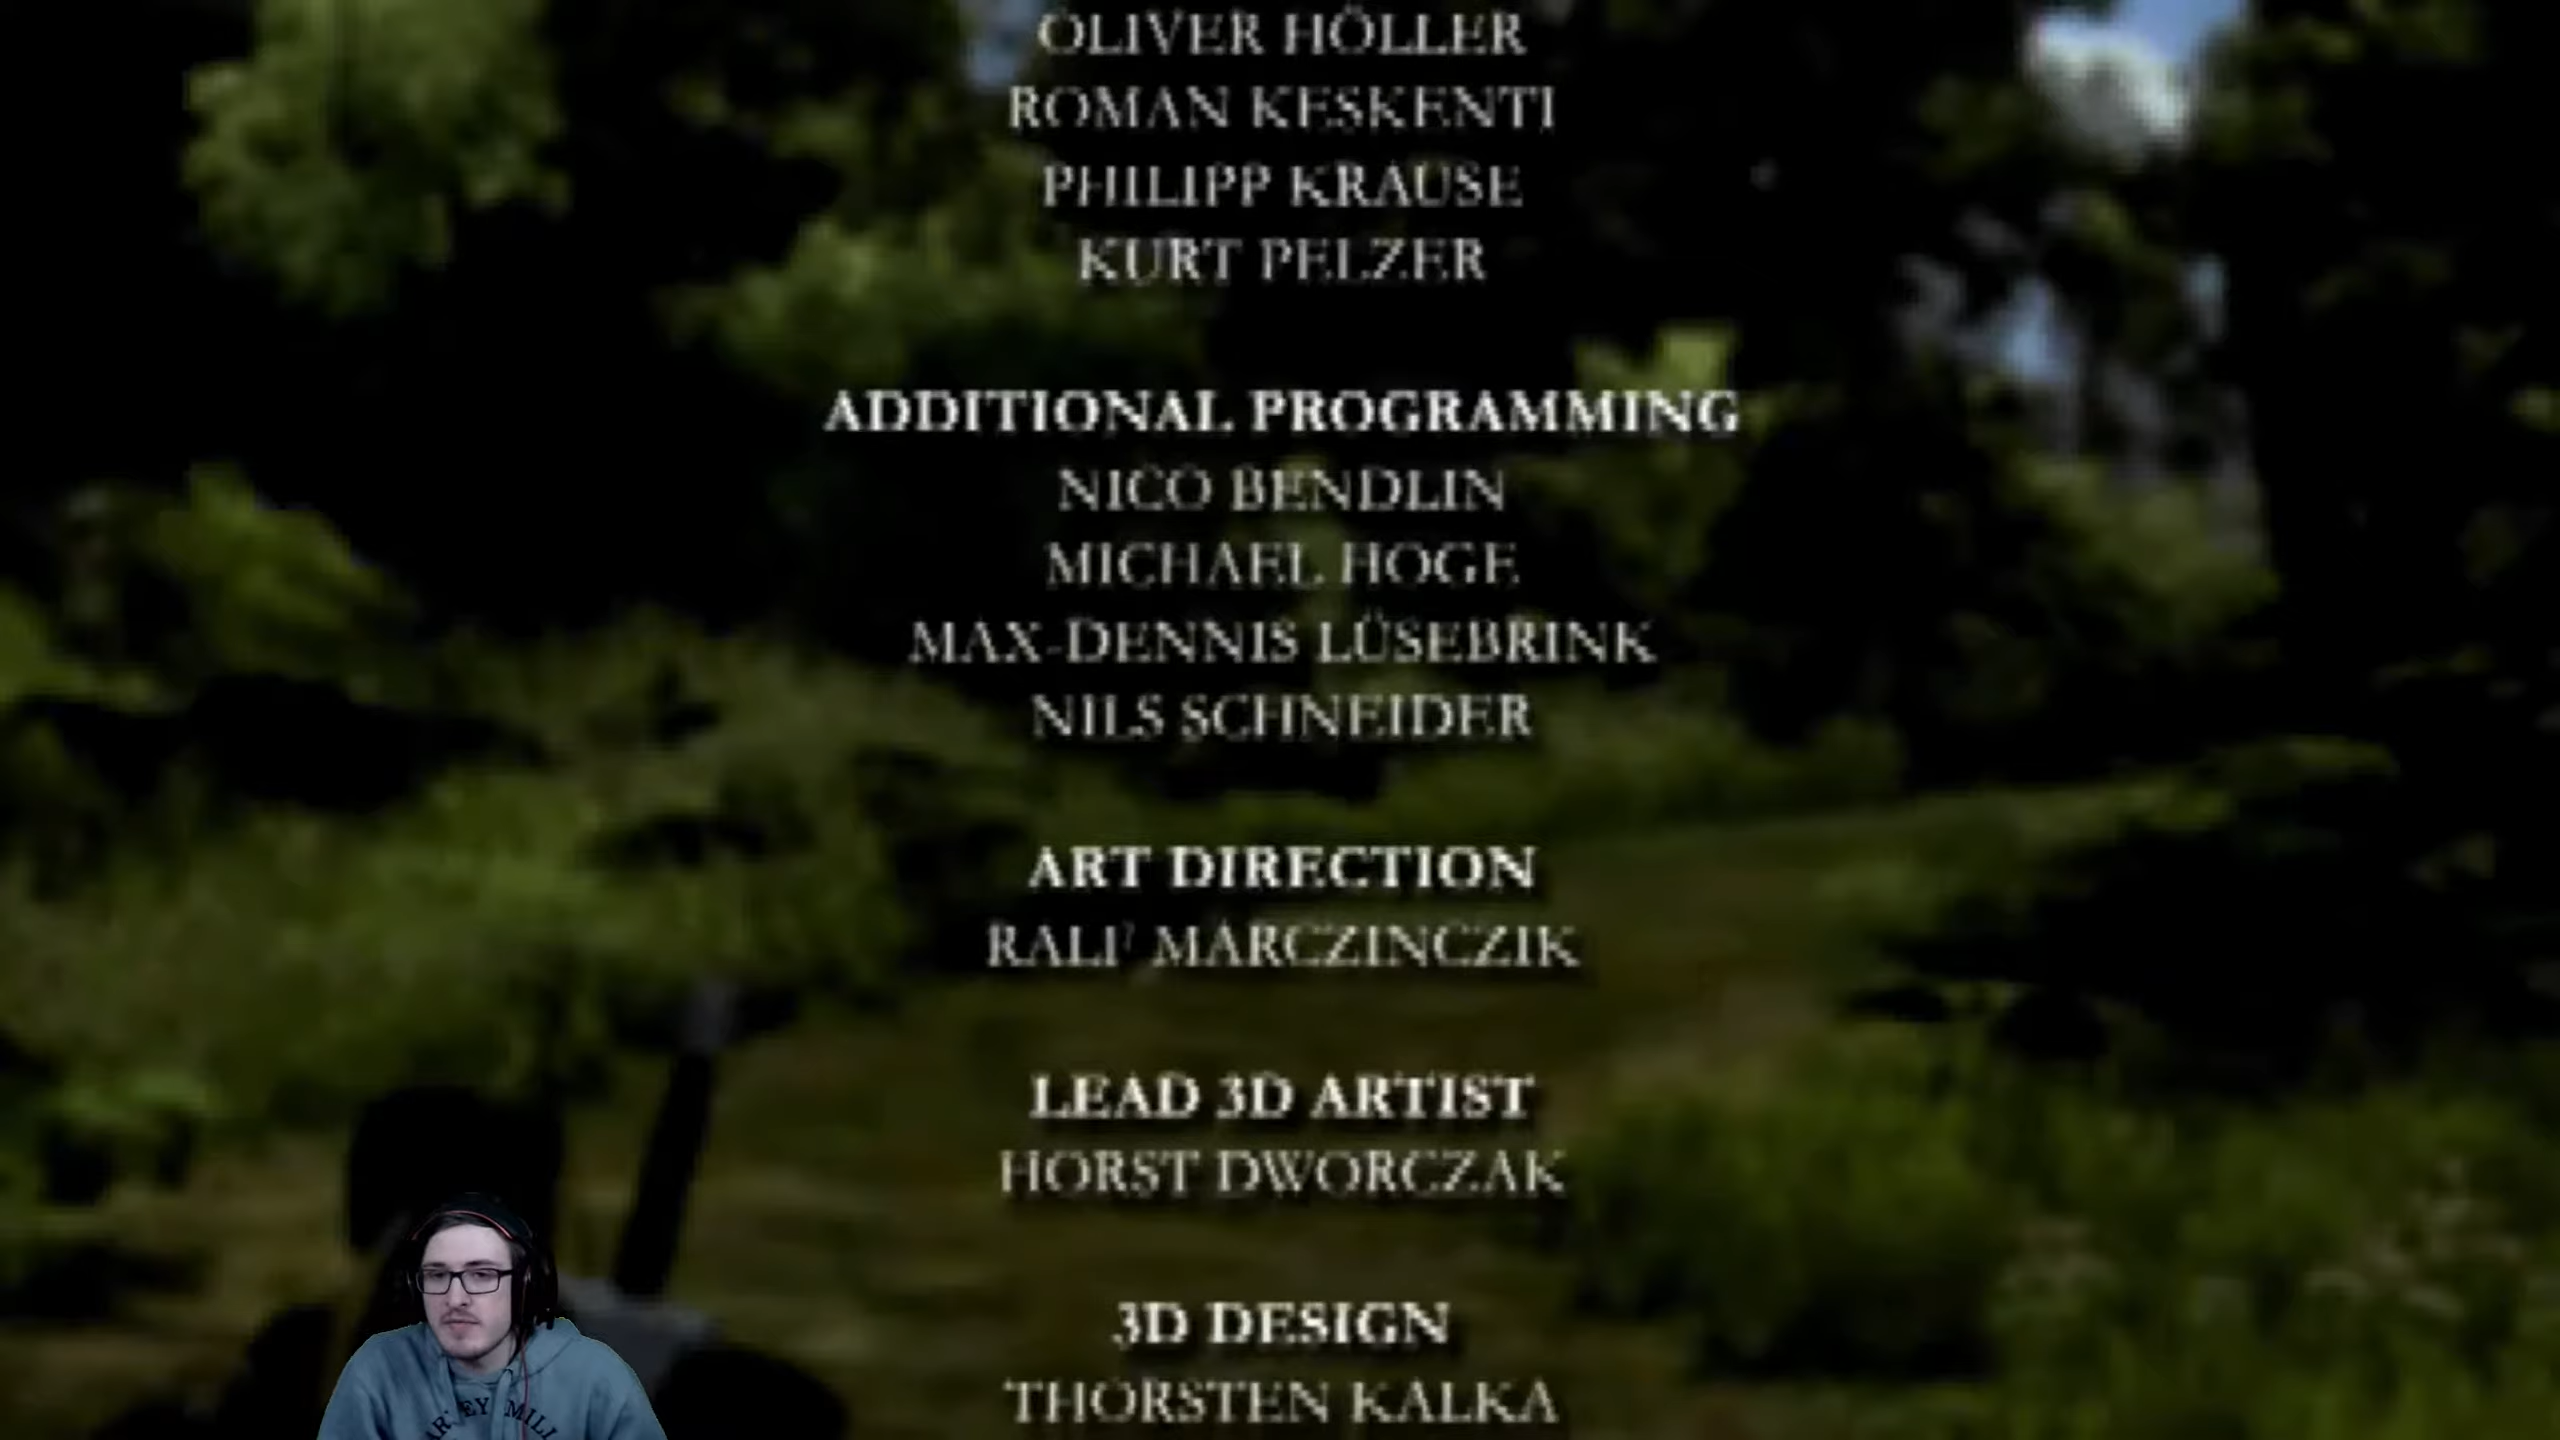 OLIVER HÖLLER
ROMAN KESKENTI
PHILIPP KRAUSE
KURT PELZER
ADDITIONAL PROGRAMMING
NICO BENDLIN
MICHAEL HOGE
MAX-DENNIS LÜSEBRINK
NILS SCHNEIDER
ART DIRECTION
RALF MARCZINCZIK
LEAD 3D ARTIST
HORST DWORCZAK
3D DESIGN
THORSTEN KALKA